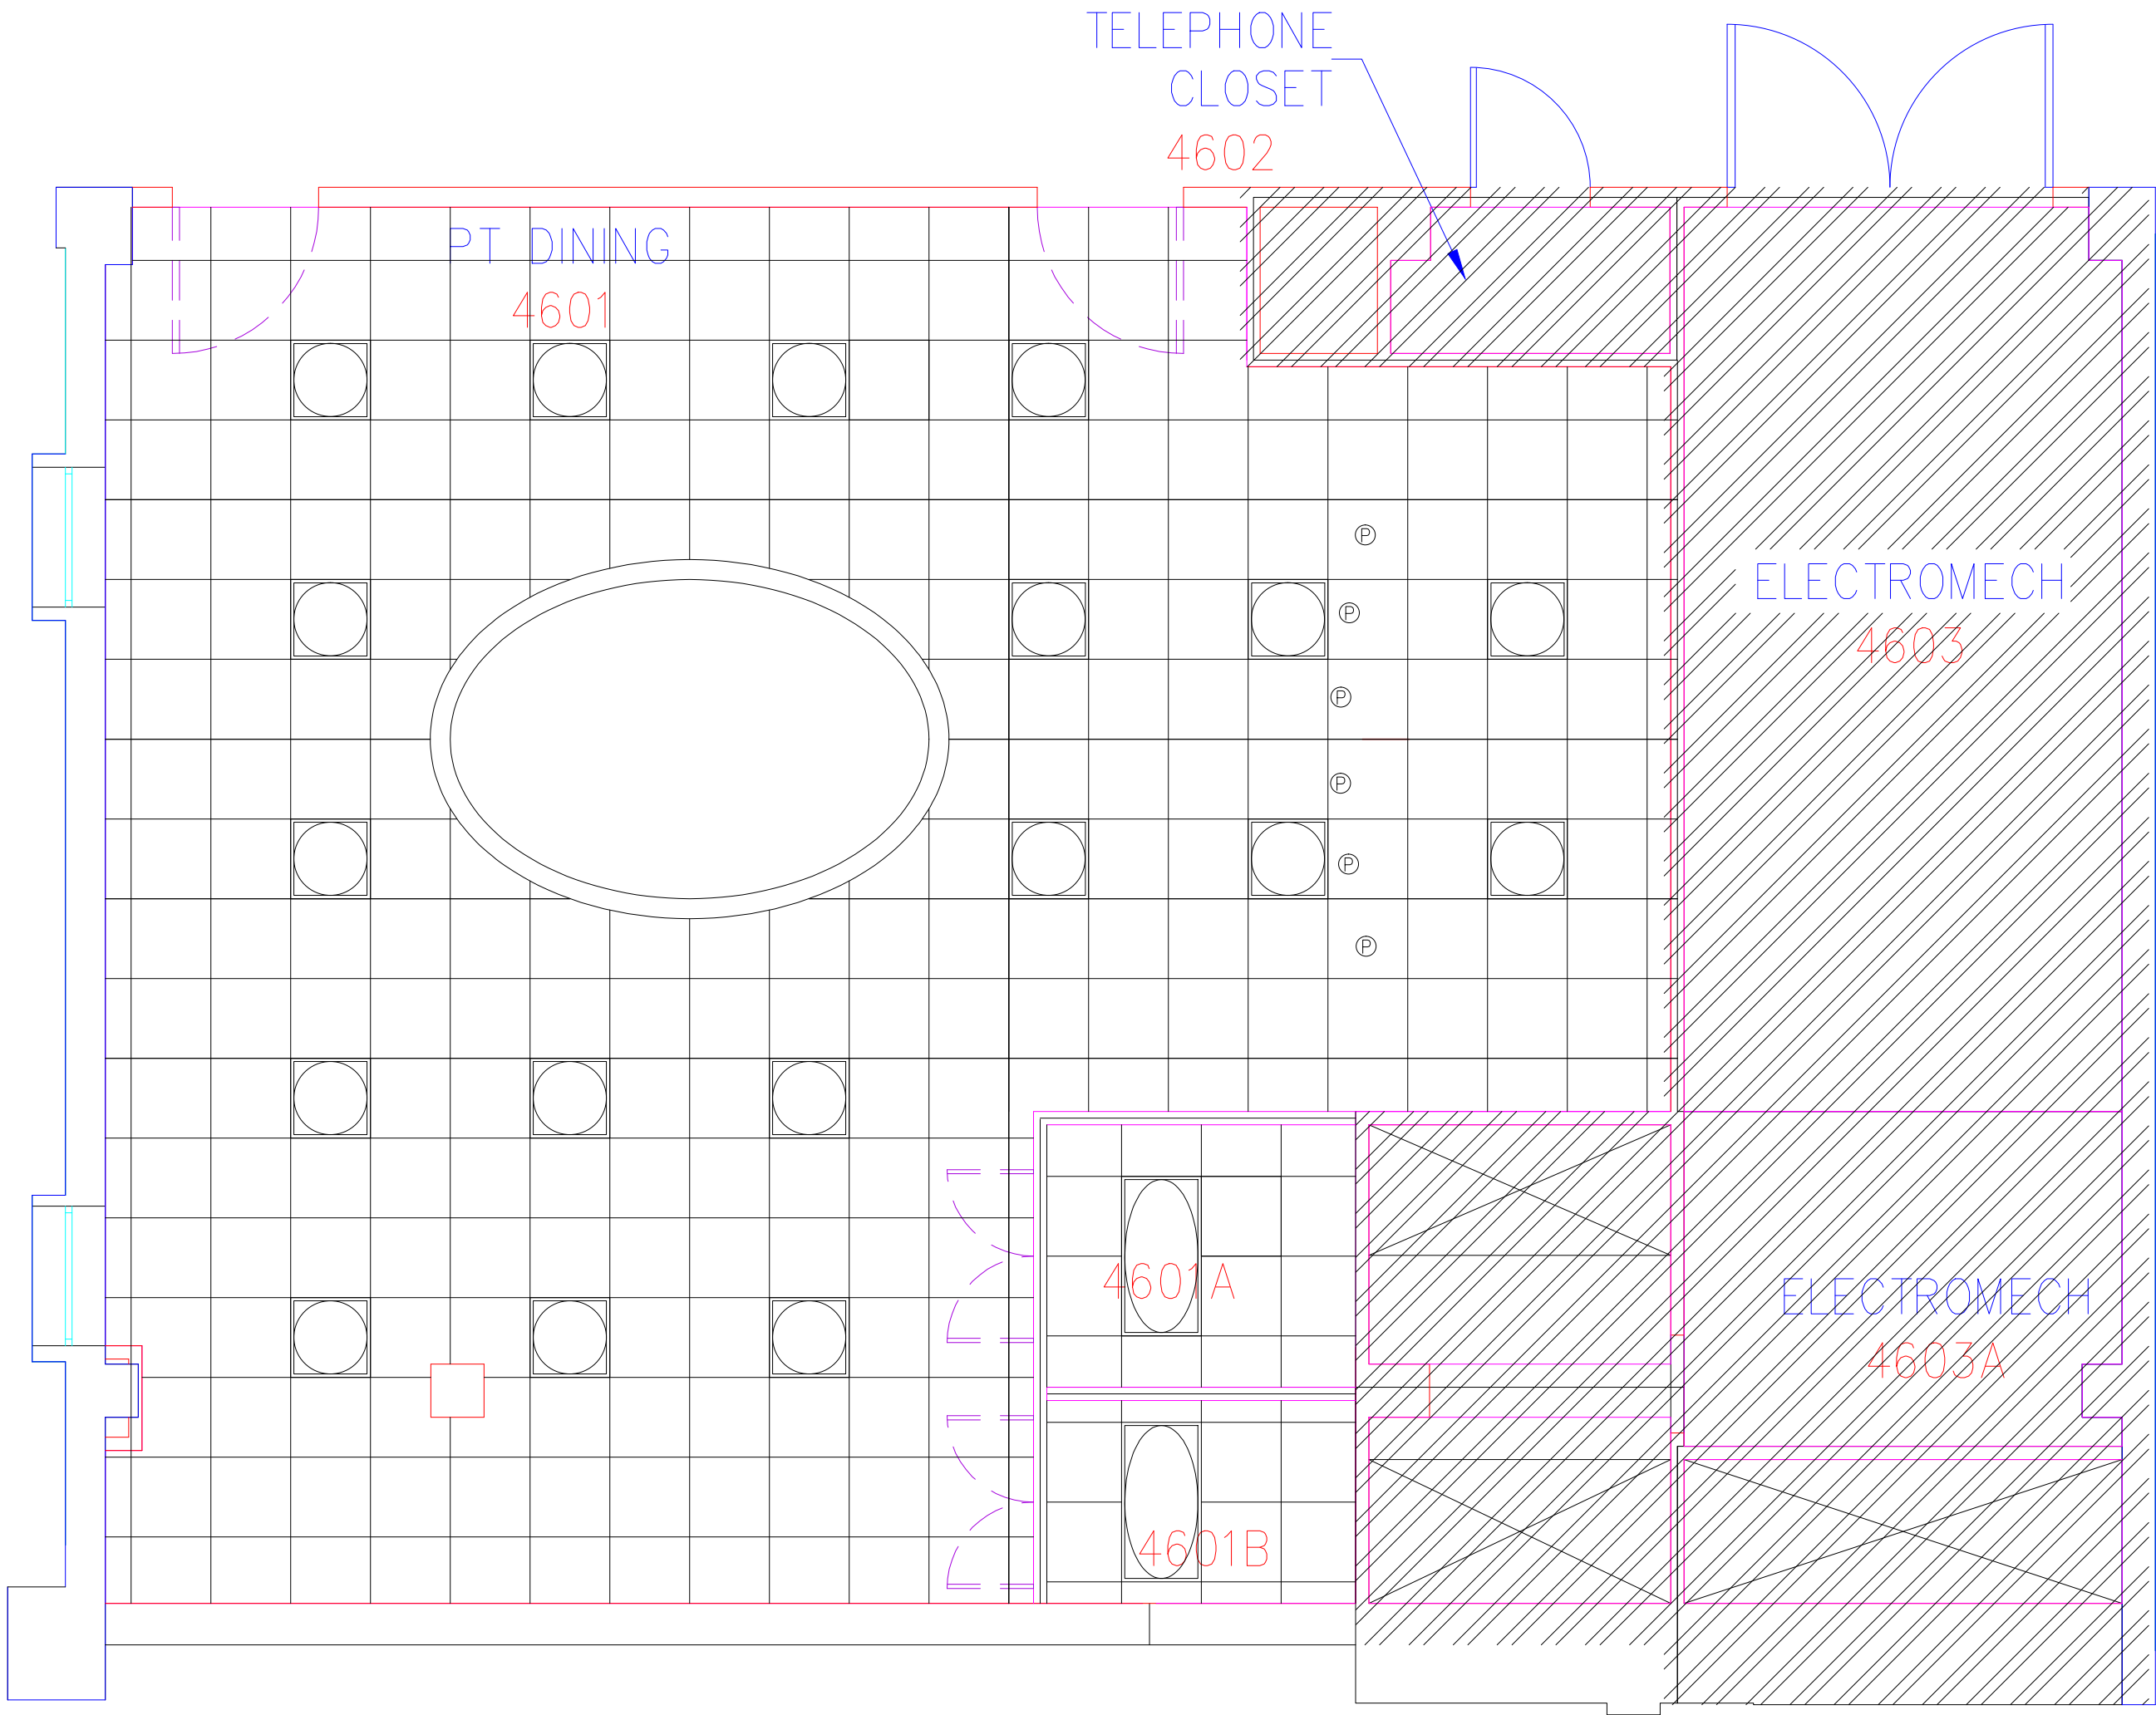 TELEPHONE
CLOSET
4602
PT DINING
4601
P
ELECTROMECH
4603
P
P
P
P
P
4601A
ELECTROMECH
4603A
4601B